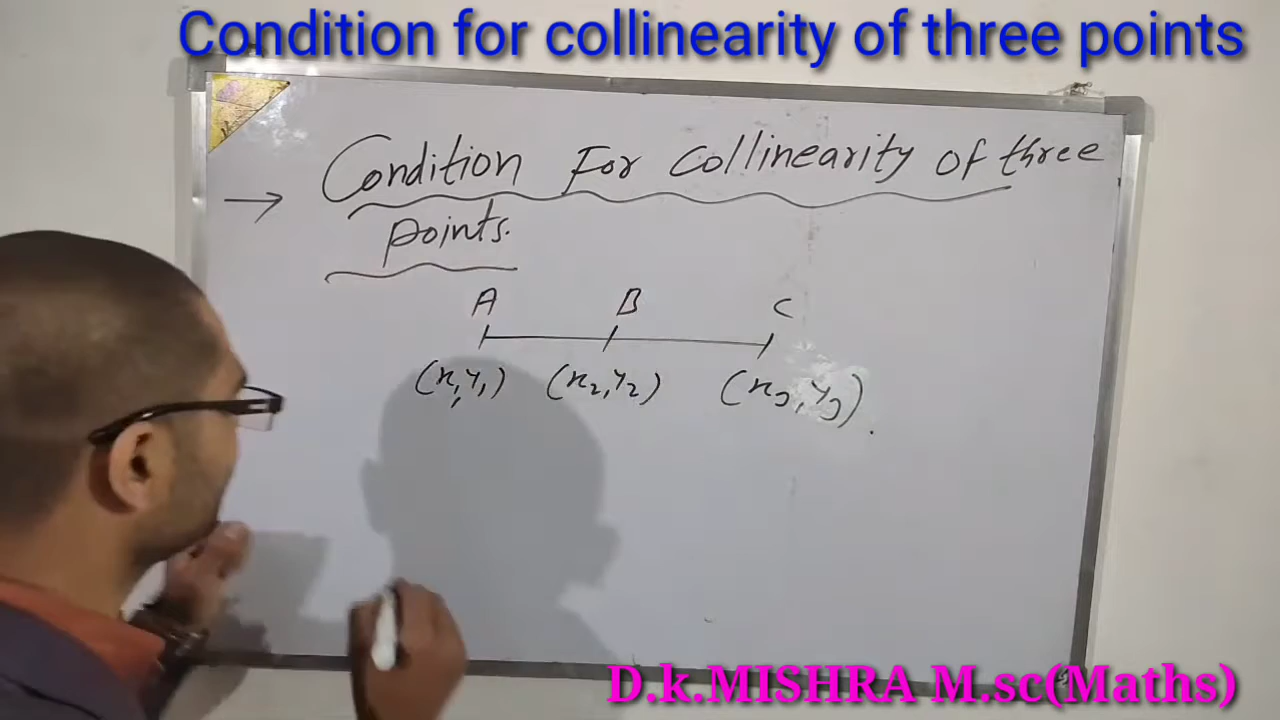 Condition for collinearity of three points
→ Condition For Collinearity of three
points.
A B C
(x1,y1) (x2,y2) (x3,y3).
D.k.MISHRA M.sc(Maths)